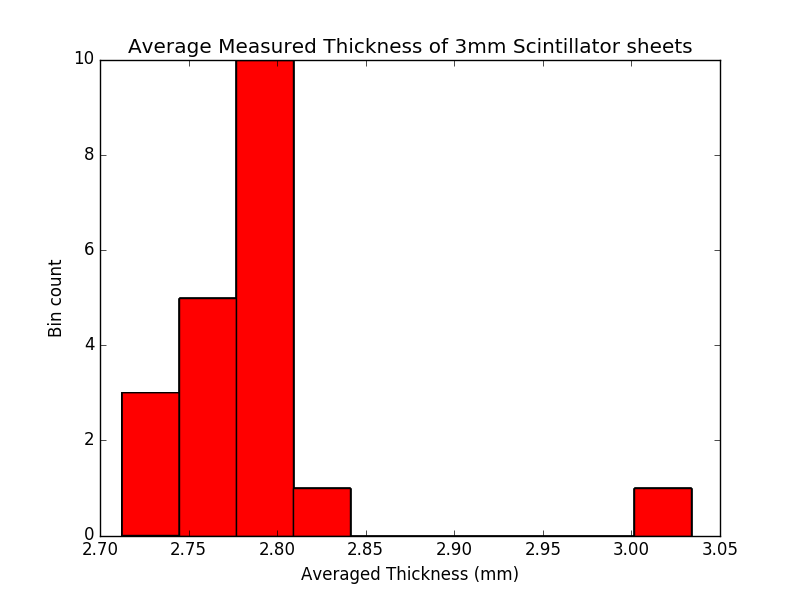 Average Measured Thickness of 3mm Scintillator sheets
10
8
6
4
2
0
Bin count
2.70 2.75 2.80 2.85 2.90 2.95 3.00 3.05
Averaged Thickness (mm)